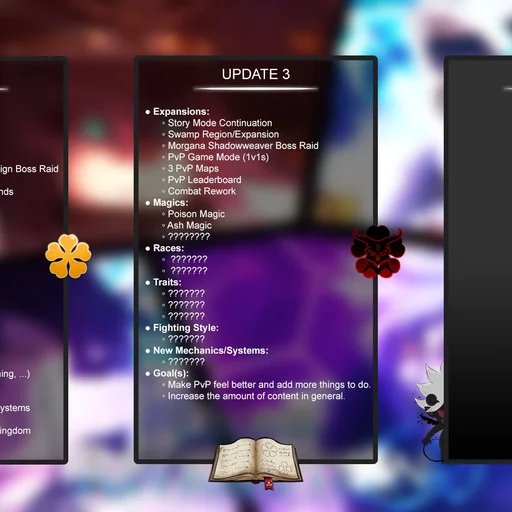 ign Boss Raid
nds
ning, ...)
ystems
ingdom
UPDATE 3
● Expansions:
◦ Story Mode Continuation
◦ Swamp Region/Expansion
◦ Morgana Shadowweaver Boss Raid
◦ PvP Game Mode (1v1s)
◦ 3 PvP Maps
◦ PvP Leaderboard
◦ Combat Rework
● Magics:
◦ Poison Magic
◦ Ash Magic
◦ ????????
● Races:
◦ ???????
◦ ???????
● Traits:
◦ ???????
◦ ???????
◦ ???????
● Fighting Style:
◦ ???????
● New Mechanics/Systems:
◦ ???????
● Goal(s):
◦ Make PvP feel better and add more things to do.
◦ Increase the amount of content in general.